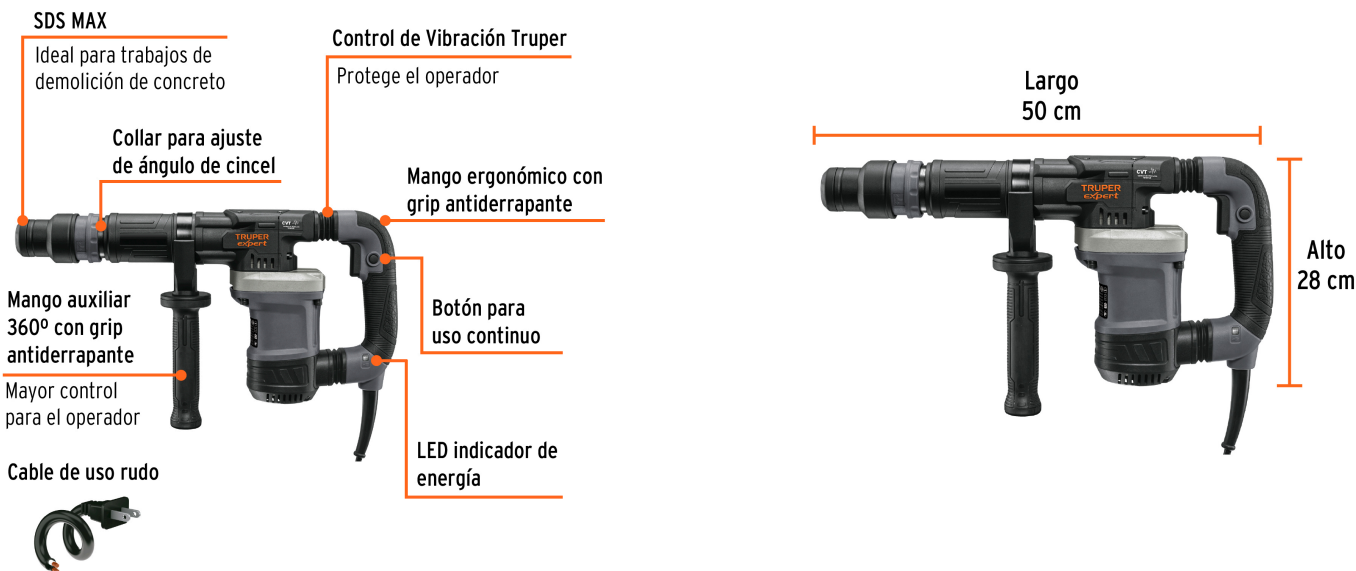 SDS MAX
Ideal para trabajos de
demolición de concreto
Control de Vibración Truper
Protege el operador
Collar para ajuste
de ángulo de cincel
Mango ergonómico con
grip antiderrapante
TRUPER
expert
CVT
Mango auxiliar
360º con grip
antiderrapante
Mayor control
para el operador
Botón para
uso continuo
LED indicador de
energía
Cable de uso rudo
Largo
50 cm
CVT
TRUPER
expert
Alto
28 cm